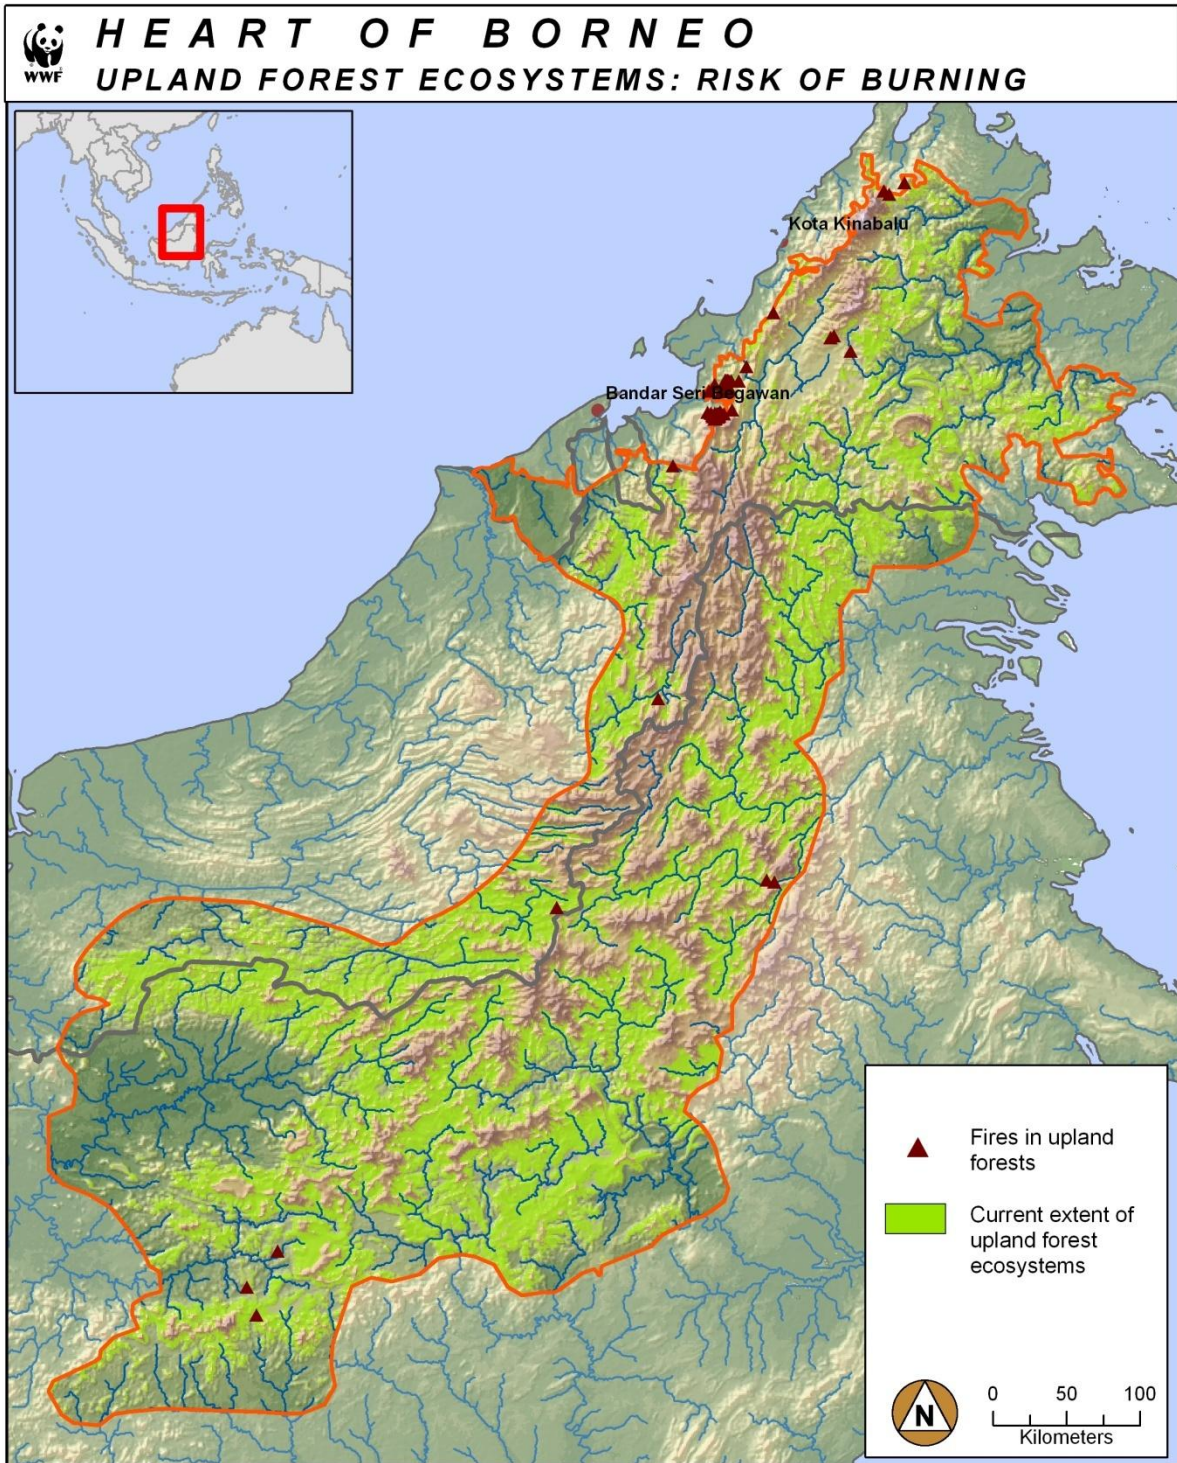 HEART OF BORNEO
WWF
UPLAND FOREST ECOSYSTEMS: RISK OF BURNING
Kota Kinabalu
Bandar Seri Begawan
Fires in upland
forests
Current extent of
upland forest
ecosystems
N
0 50 100
Kilometers